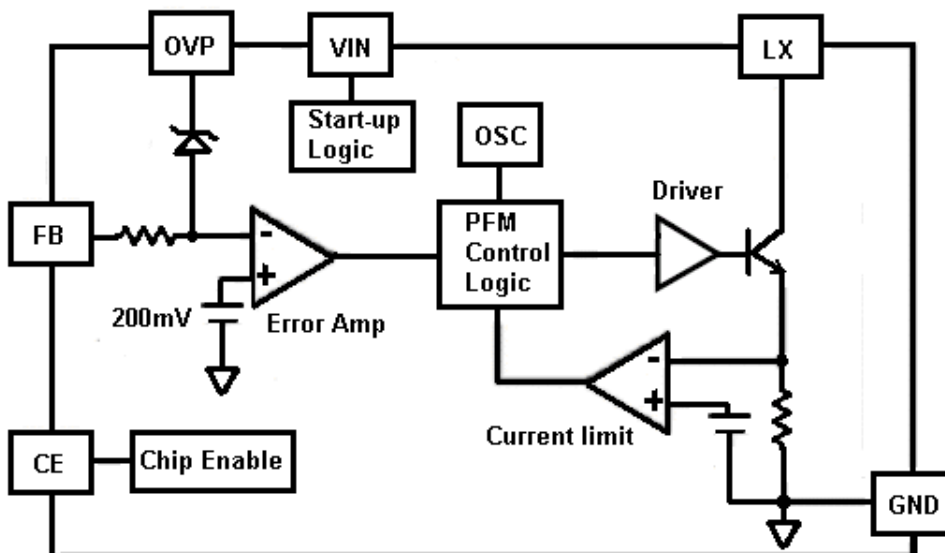 OVP
VIN
LX
Start-up
Logic
OSC
Driver
FB
-
PFM
Control
Logic
+
200mV
Error Amp
-
+
Current limit
CE
Chip Enable
GND